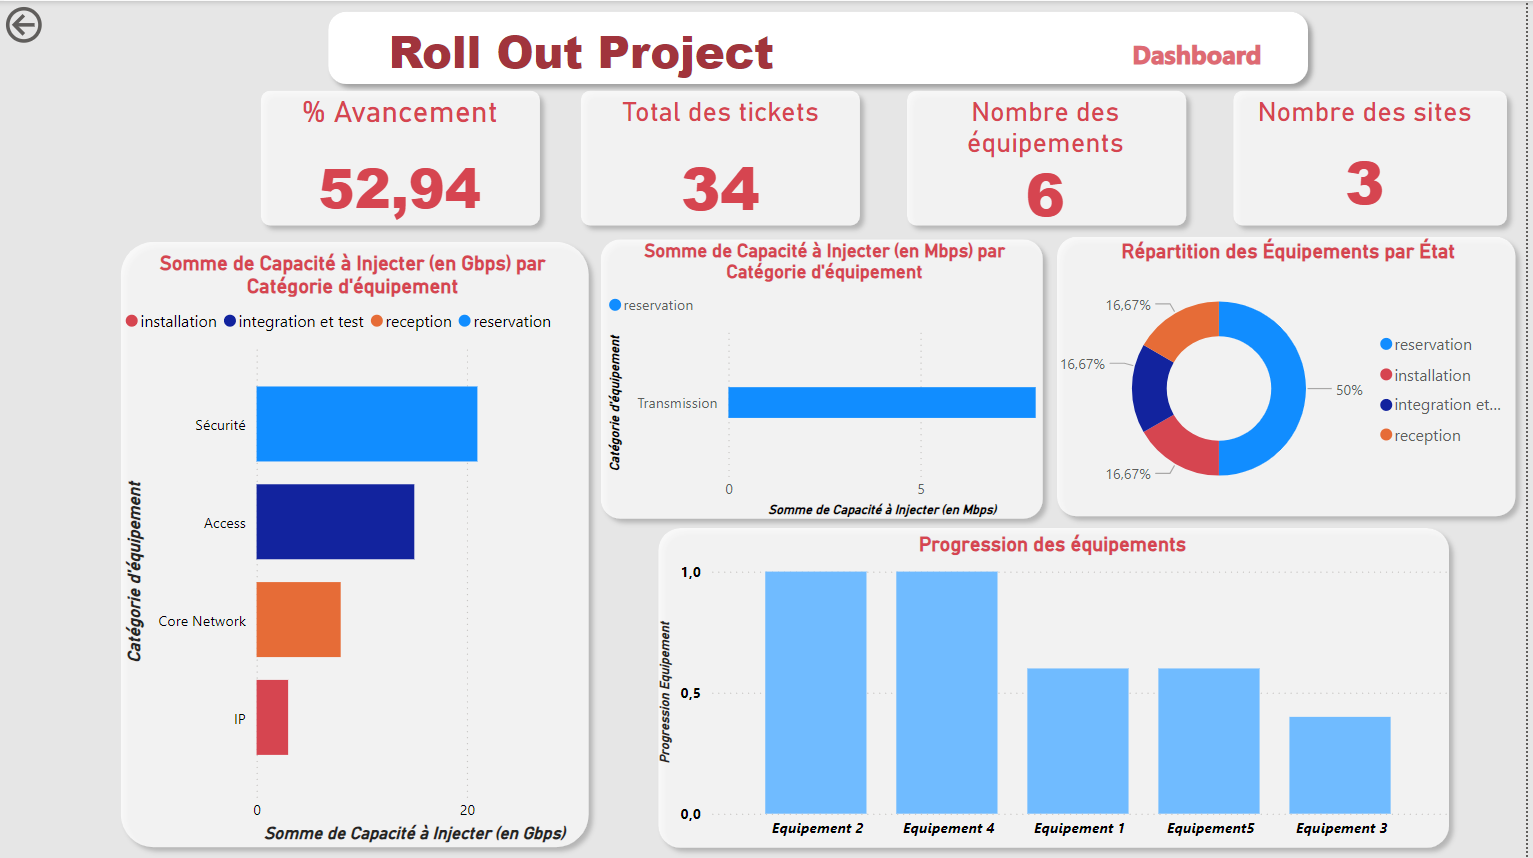 Roll Out Project
Dashboard
% Avancement
52,94
Total des tickets
34
Nombre des
équipements
6
Nombre des sites
3
Somme de Capacité à Injecter (en Gbps) par
Catégorie d'équipement
installation
integration et test
reception
reservation
Catégorie d'équipement
Sécurité
Access
Core Network
IP
0
20
Somme de Capacité à Injecter (en Gbps)
Somme de Capacité à Injecter (en Mbps) par
Catégorie d'équipement
reservation
Catégorie d'équipement
Transmission
0
5
Somme de Capacité à Injecter (en Mbps)
Répartition des Équipements par État
16,67%
16,67%
16,67%
50%
reservation
installation
integration et...
reception
Progression des équipements
Progression Equipement
1,0
0,5
0,0
Equipement 2
Equipement 4
Equipement 1
Equipement5
Equipement 3